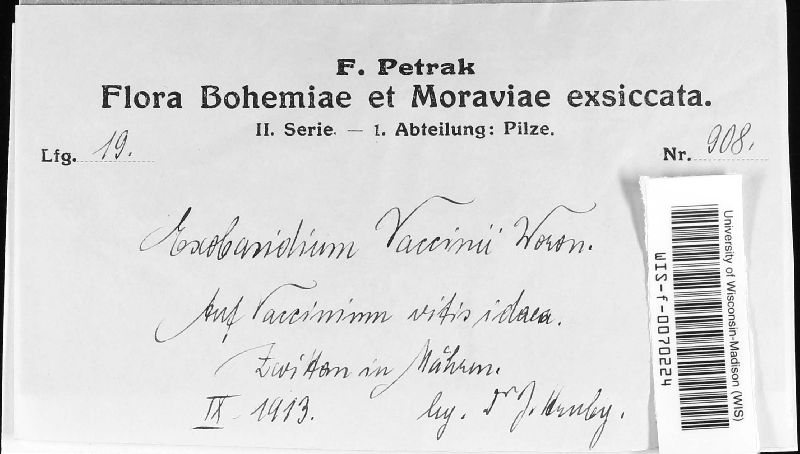 F. Petrak
Flora Bohemiae et Moraviae exsiccata.
II. Serie. — 1. Abteilung: Pilze.
Lfg. 19.
Nr. 908.
Exobasidium Vaccinii Woron.
Auf Vaccinium vitis idaea.
Zwittau in Mähren.
IX 1913.
leg. Dr J. Hruby.
University of Wisconsin-Madison (WIS)
WIS-f-0070224